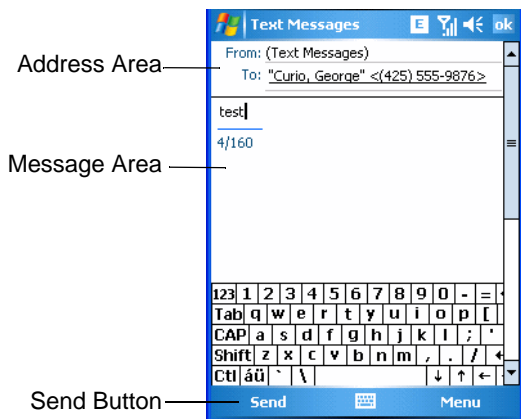 Text Messages E ok
From: (Text Messages)
Address Area
To: "Curio, George" <(425) 555-9876>
test
4/160
Message Area
123 1 2 3 4 5 6 7 8 9 0 - =
Tab q w e r t y u i o p [
CAP a s d f g h j k l ; '
Shift z x c v b n m , . /
Ctl áü ` \ ↓ ↑ ←
Send Button
Send Menu